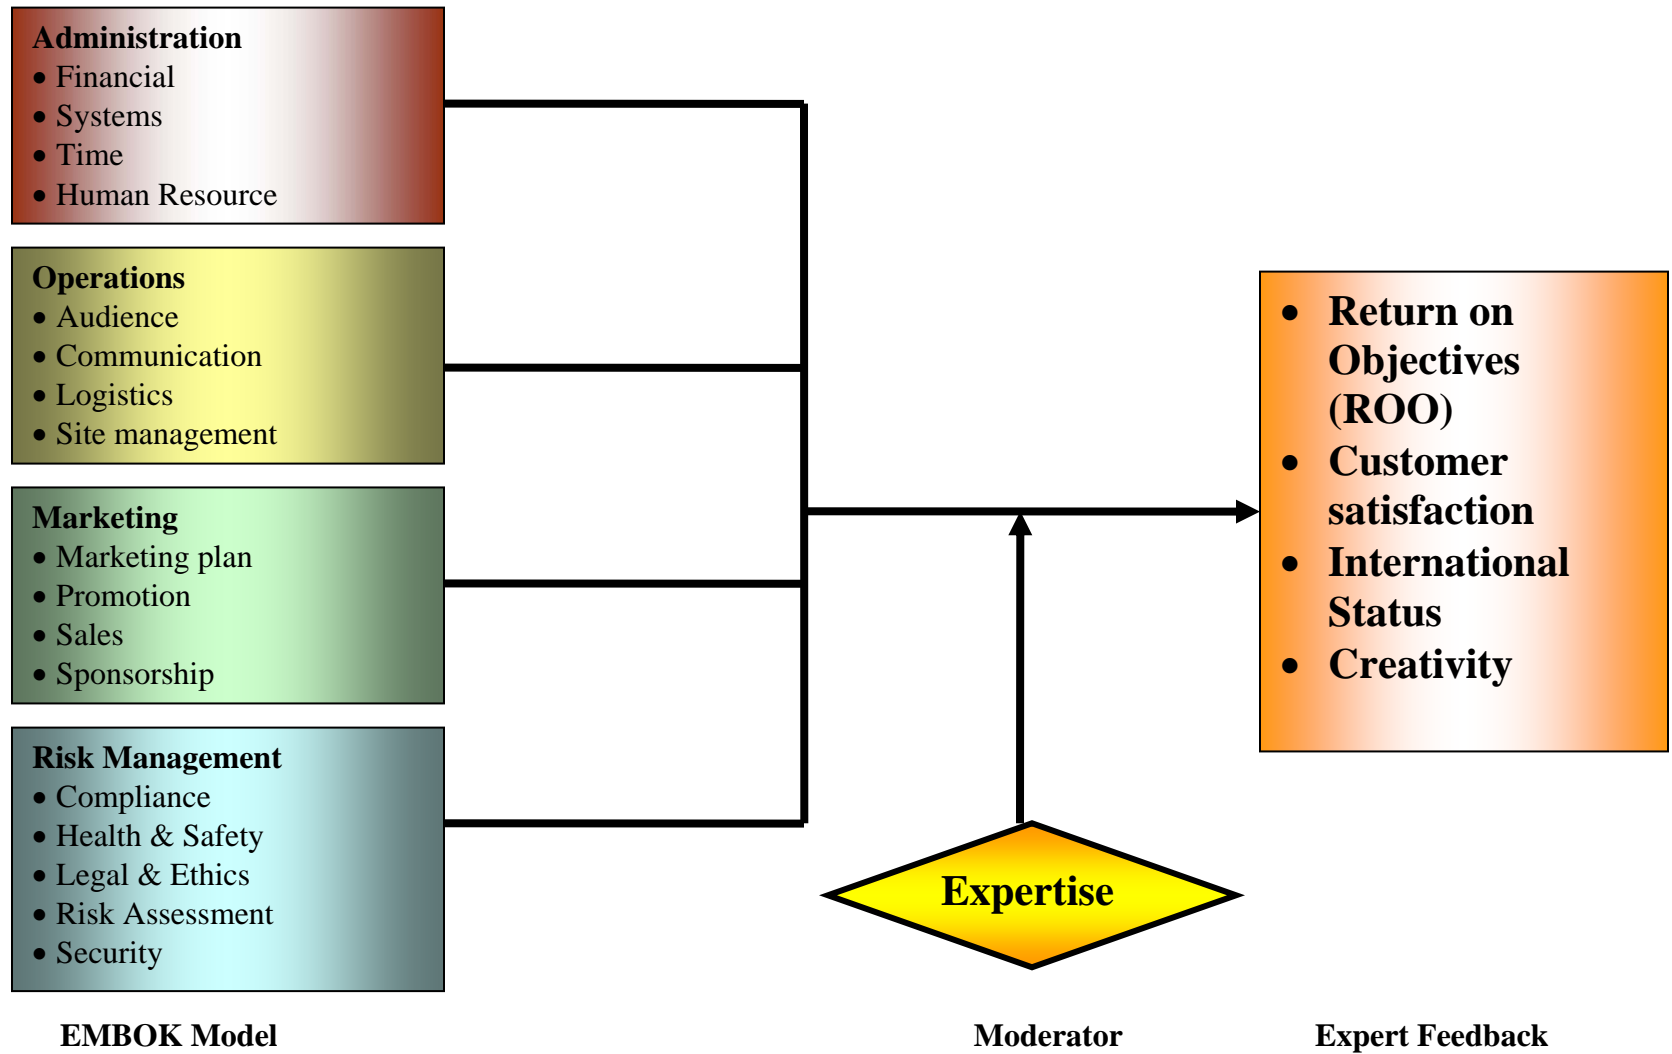 Administration
• Financial
• Systems
• Time
• Human Resource
Operations
• Audience
• Communication
• Logistics
• Site management
Marketing
• Marketing plan
• Promotion
• Sales
• Sponsorship
Risk Management
• Compliance
• Health & Safety
• Legal & Ethics
• Risk Assessment
• Security
Expertise
• Return on
Objectives
(ROO)
• Customer
satisfaction
• International
Status
• Creativity
EMBOK Model
Moderator
Expert Feedback